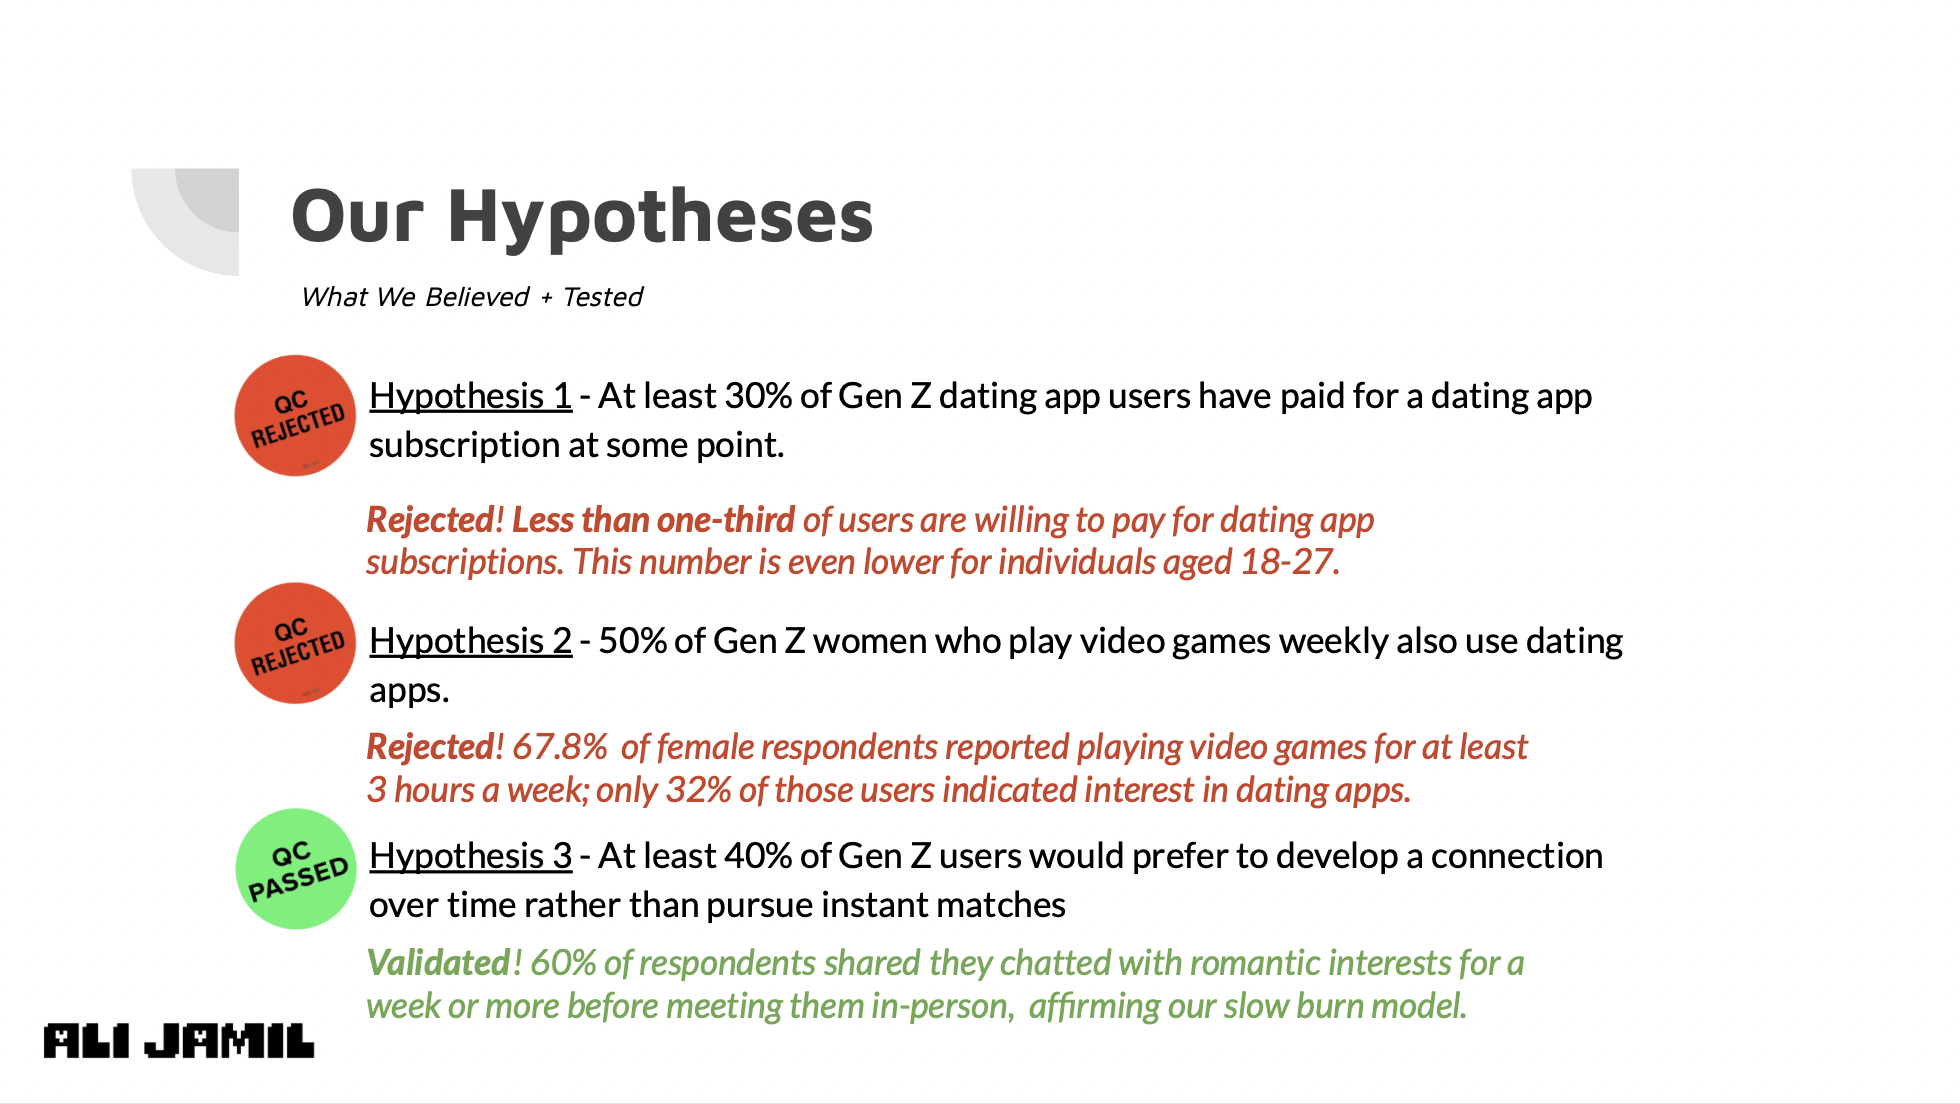 Our Hypotheses
What We Believed + Tested
QC
REJECTED
Hypothesis 1 - At least 30% of Gen Z dating app users have paid for a dating app
subscription at some point.
Rejected! Less than one-third of users are willing to pay for dating app
subscriptions. This number is even lower for individuals aged 18-27.
QC
REJECTED
Hypothesis 2 - 50% of Gen Z women who play video games weekly also use dating
apps.
Rejected! 67.8% of female respondents reported playing video games for at least
3 hours a week; only 32% of those users indicated interest in dating apps.
QC
PASSED
Hypothesis 3 - At least 40% of Gen Z users would prefer to develop a connection
over time rather than pursue instant matches
Validated! 60% of respondents shared they chatted with romantic interests for a
week or more before meeting them in-person, affirming our slow burn model.
ALI JAMIL